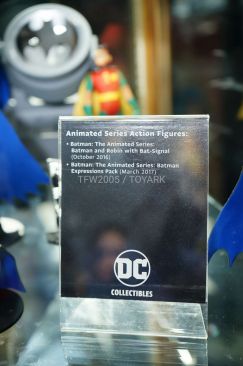 Animated Series Action Figures:
• Batman: The Animated Series:
Batman and Robin with Bat-Signal
(October 2016)
• Batman: The Animated Series: Batman
Expressions Pack (March 2017)
TFW2005 / TOYARK
DC
COLLECTIBLES